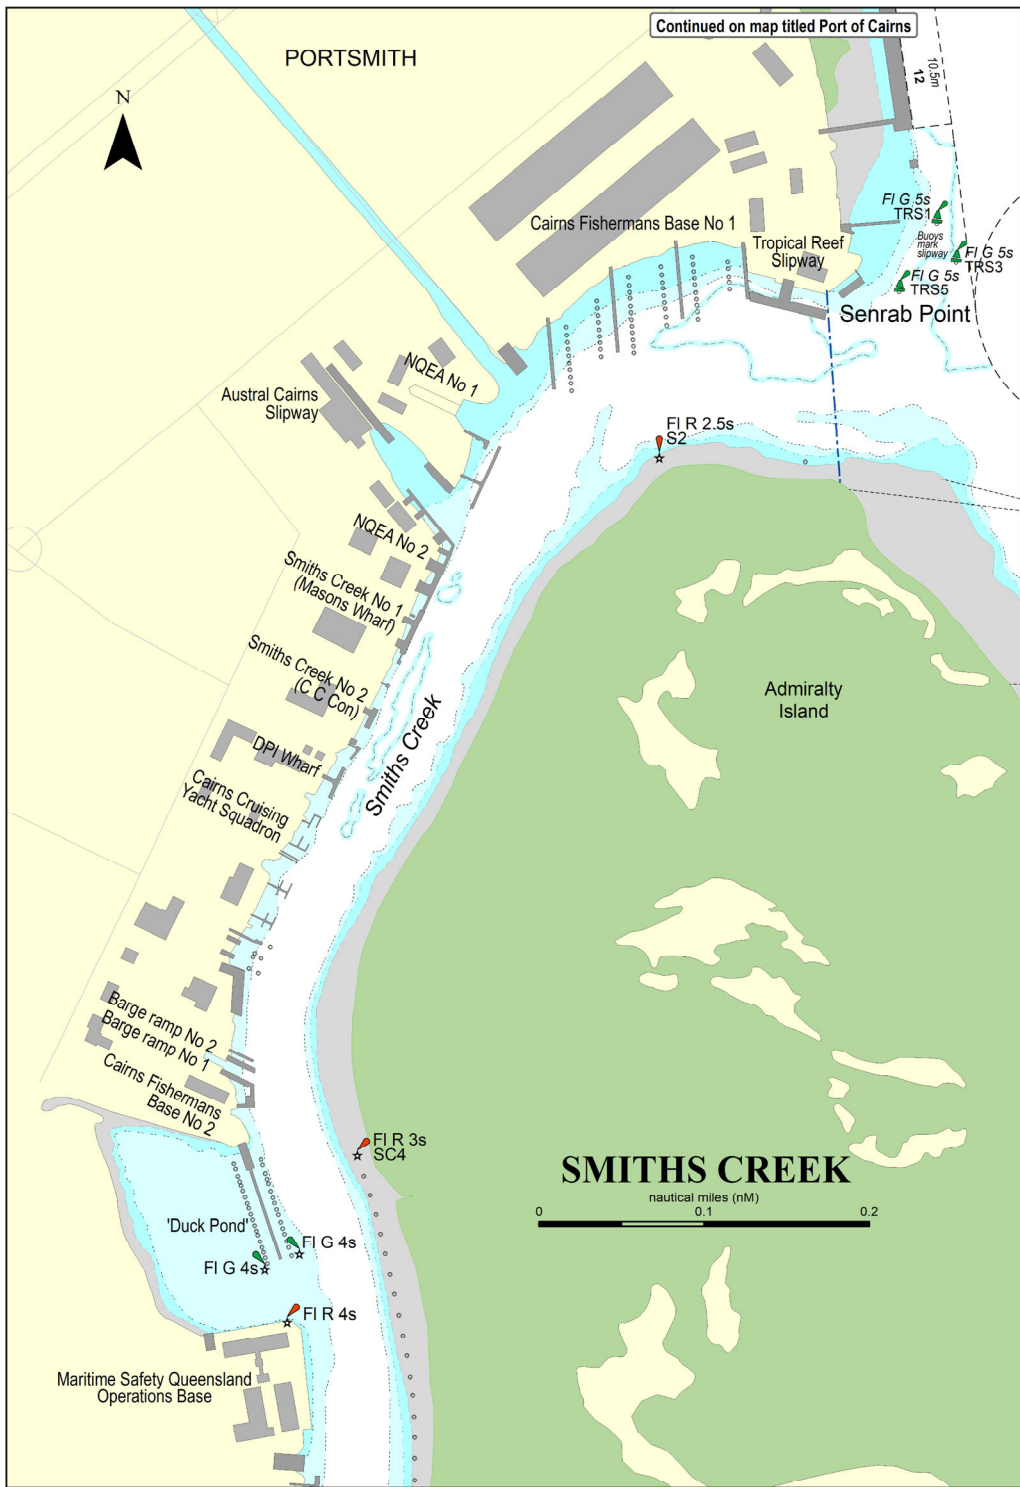 Continued on map titled Port of Cairns
PORTSMITH
N
10.5m
12
Fl G 5s
TRS1
Cairns Fishermans Base No 1
Tropical Reef
Slipway
Buoys
mark
slipway
Fl G 5s
TRS3
Fl G 5s
TRS5
Senrab Point
NQEA No 1
Austral Cairns
Slipway
Fl R 2.5s
S2
NQEA No 2
Smiths Creek No 1
(Masons Wharf)
Smiths Creek No 2
(C C Con)
Admiralty
Island
Smiths Creek
DPI Wharf
Cairns Cruising
Yacht Squadron
Barge ramp No 2
Barge ramp No 1
Cairns Fishermans
Base No 2
Fl R 3s
SC4
SMITHS CREEK
nautical miles (nM)
0
0.1
0.2
'Duck Pond'
Fl G 4s
Fl G 4s
Fl R 4s
Maritime Safety Queensland
Operations Base